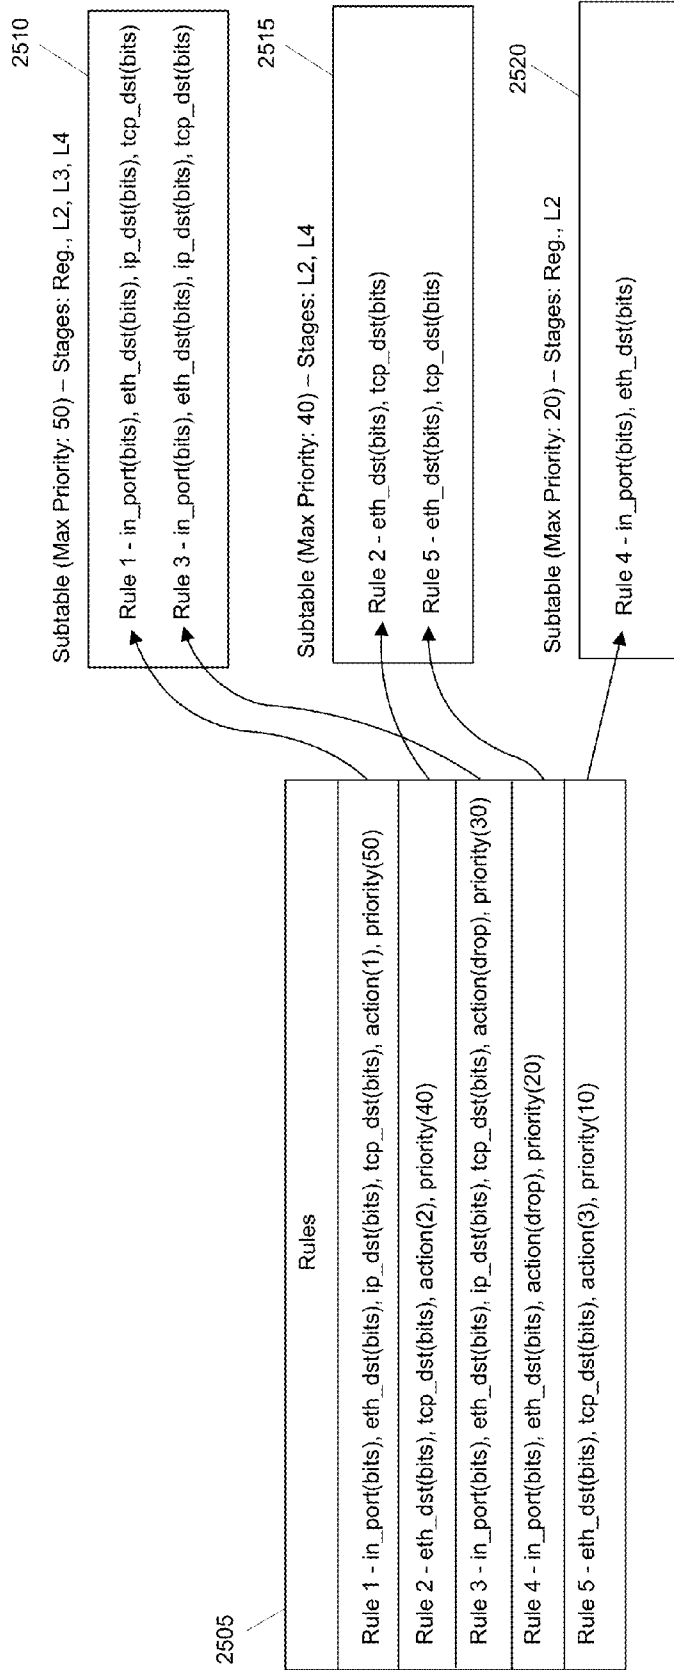 2505
Rules
Rule 1 - in_port(bits), eth_dst(bits), ip_dst(bits), tcp_dst(bits), action(1), priority(50)
Rule 2 - eth_dst(bits), tcp_dst(bits), action(2), priority(40)
Rule 3 - in_port(bits), eth_dst(bits), ip_dst(bits), tcp_dst(bits), action(drop), priority(30)
Rule 4 - in_port(bits), eth_dst(bits), action(drop), priority(20)
Rule 5 - eth_dst(bits), tcp_dst(bits), action(3), priority(10)
2510
Subtable (Max Priority: 50) – Stages: Reg., L2, L3, L4
Rule 1 - in_port(bits), eth_dst(bits), ip_dst(bits), tcp_dst(bits)
Rule 3 - in_port(bits), eth_dst(bits), ip_dst(bits), tcp_dst(bits)
2515
Subtable (Max Priority: 40) – Stages: L2, L4
Rule 2 - eth_dst(bits), tcp_dst(bits)
Rule 5 - eth_dst(bits), tcp_dst(bits)
2520
Subtable (Max Priority: 20) – Stages: Reg., L2
Rule 4 - in_port(bits), eth_dst(bits)